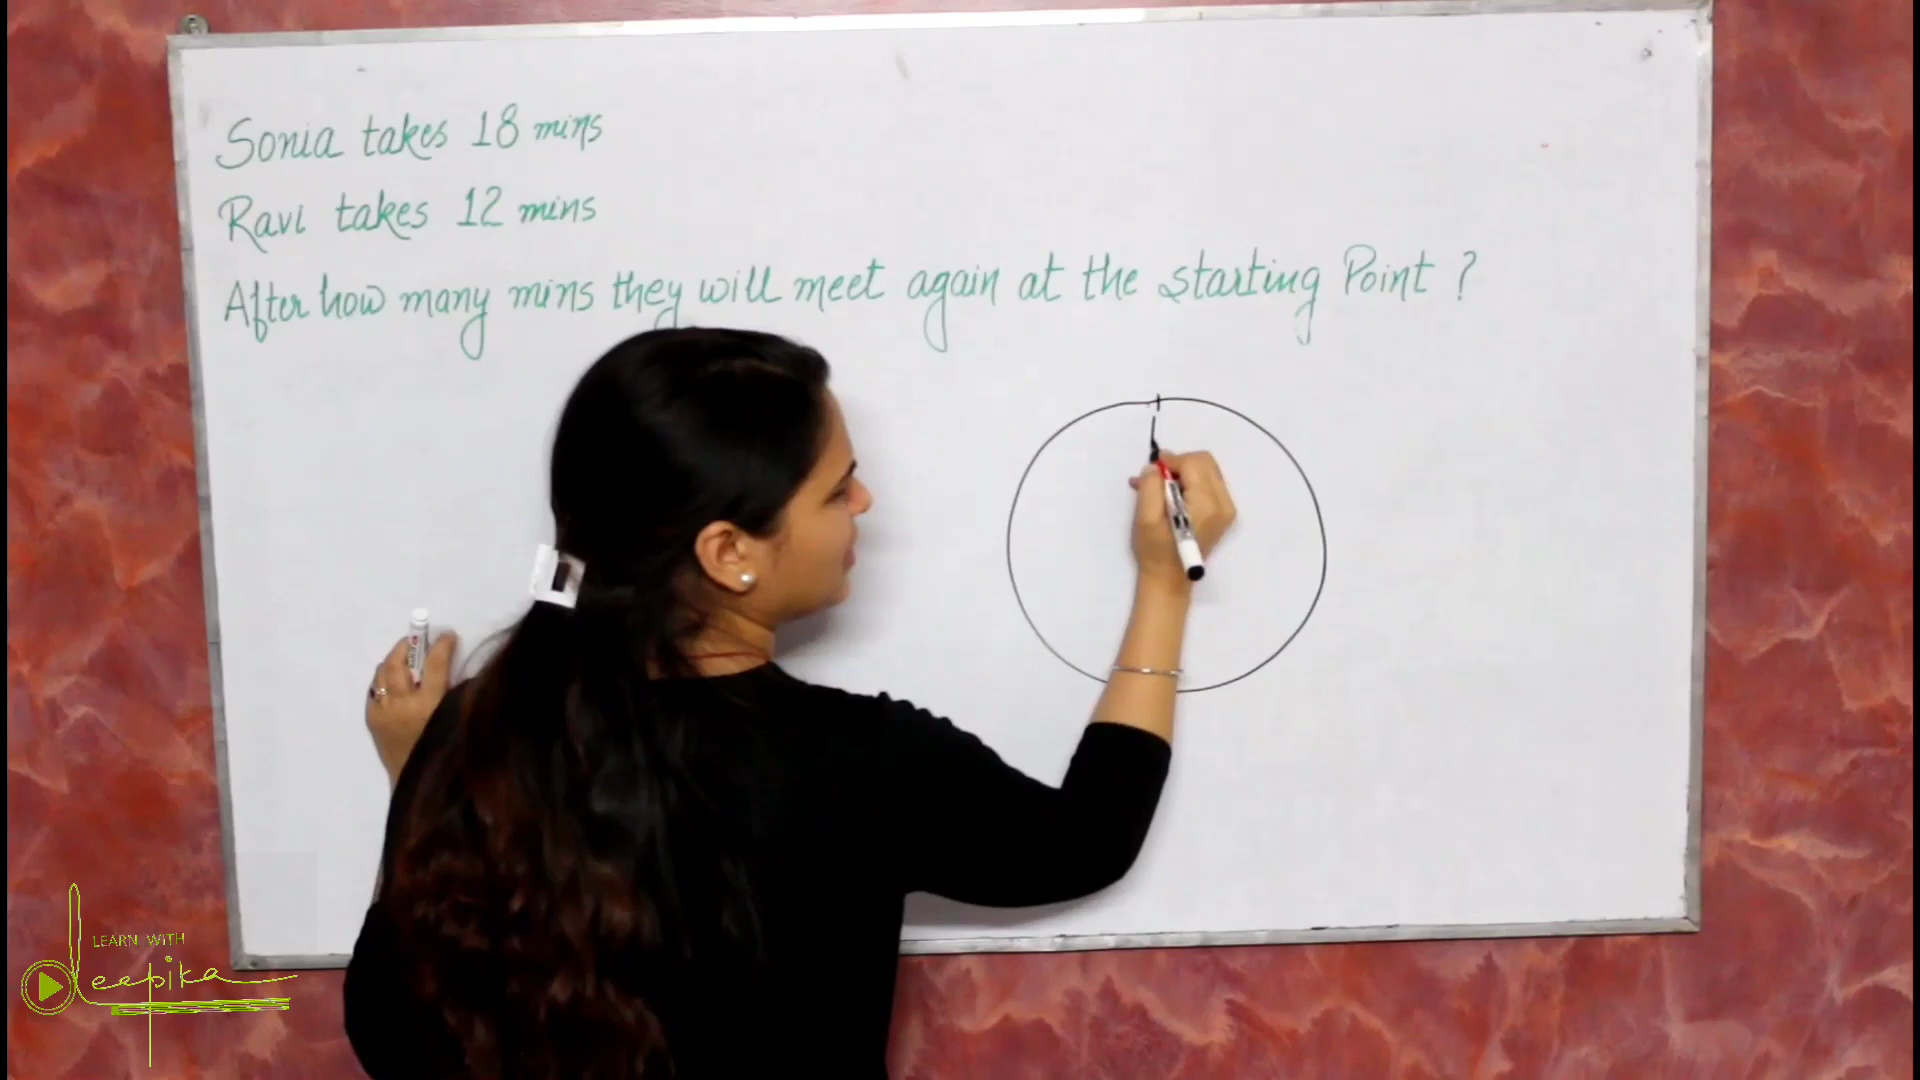 Sonia takes 18 mins
Ravi takes 12 mins
After how many mins they will meet again at the starting Point ?
LEARN WITH
Deepika